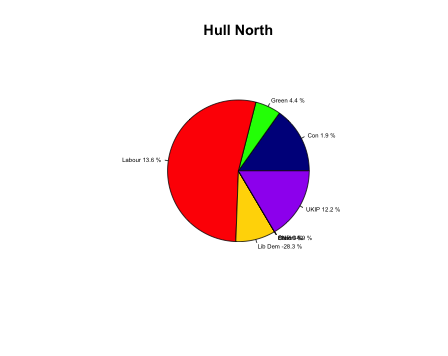 Hull North
Green 4.4 %
Con 1.9 %
Labour 13.6 %
UKIP 12.2 %
Lib Dem -28.3 %